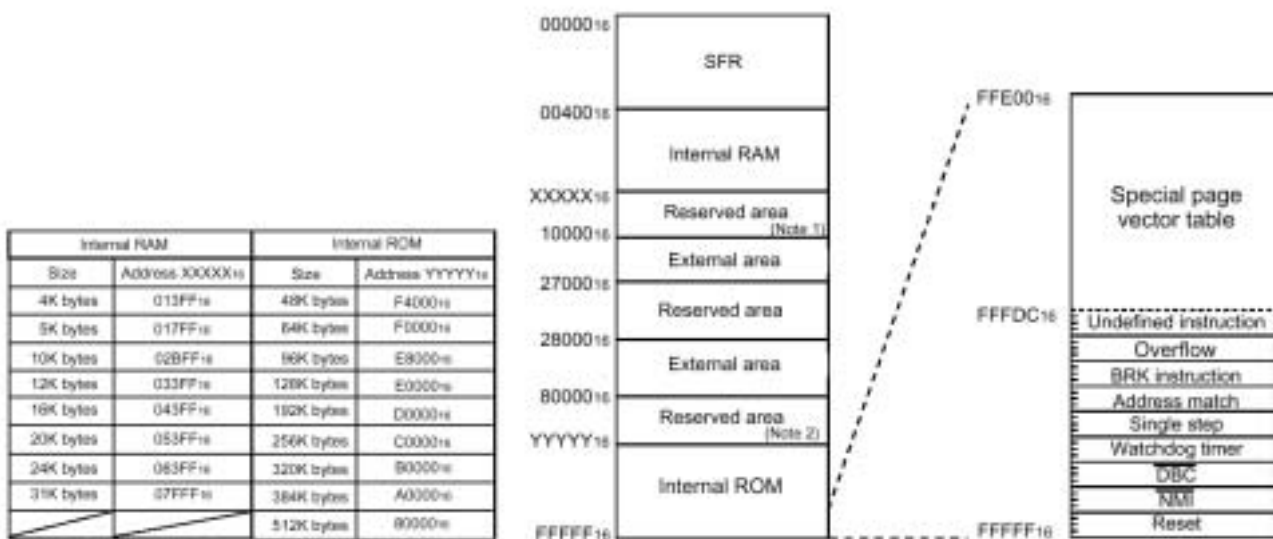 Internal RAM Internal ROM
Size Address XXXXX16 Size Address YYYYY16
4K bytes 013FF16 48K bytes F400016
5K bytes 017FF16 64K bytes F000016
10K bytes 02BFF16 96K bytes E800016
12K bytes 033FF16 128K bytes E000016
16K bytes 043FF16 192K bytes D000016
20K bytes 053FF16 256K bytes C000016
24K bytes 063FF16 320K bytes B000016
31K bytes 07FFF16 384K bytes A000016
512K bytes 8000016
0000016
SFR
0040016
Internal RAM
XXXXX16
Reserved area
(Note 1)
1000016
External area
2700016
Reserved area
2800016
External area
8000016
Reserved area
(Note 2)
YYYYY16
Internal ROM
FFFFF16
FFE0016
Special page
vector table
FFFDC16
Undefined instruction
Overflow
BRK instruction
Address match
Single step
Watchdog timer
DBC
NMI
Reset
FFFFF16